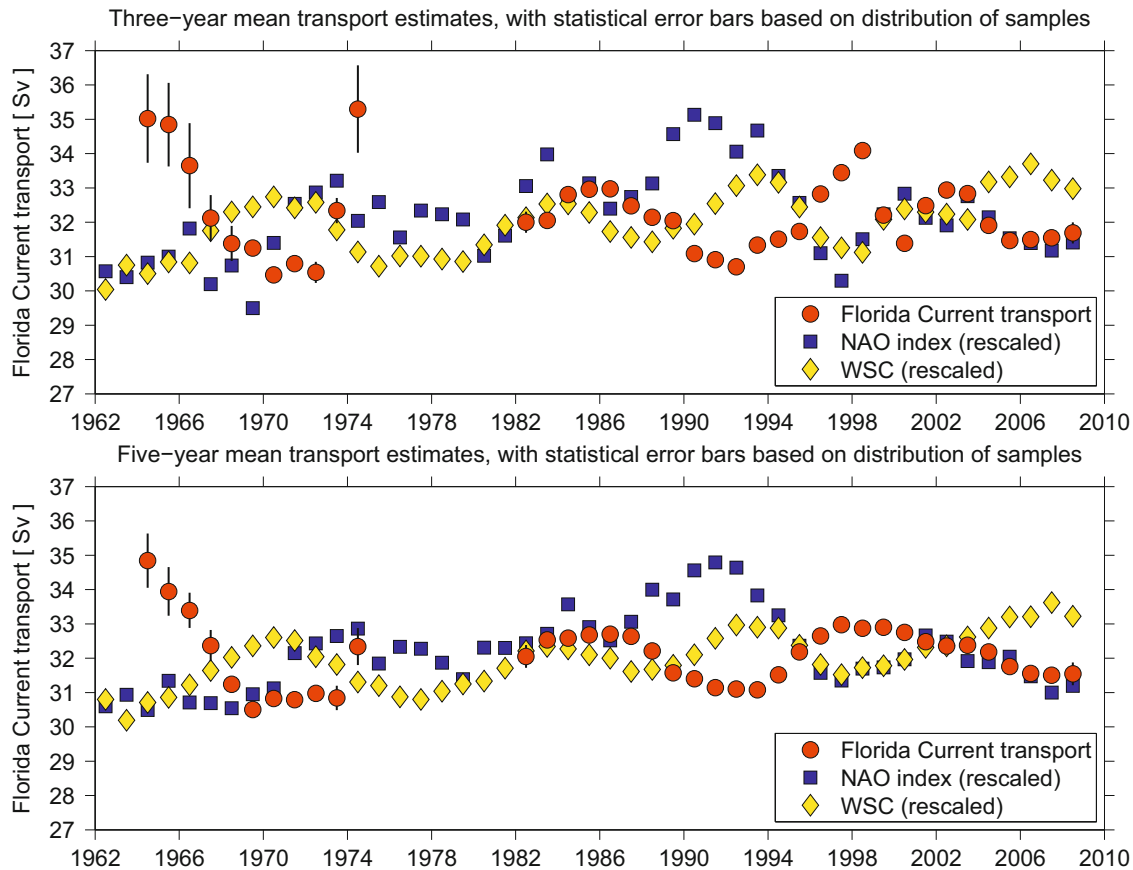 Three−year mean transport estimates, with statistical error bars based on distribution of samples
Florida Current transport [ Sv ]
37
36
35
34
33
32
31
30
29
28
27
Florida Current transport
NAO index (rescaled)
WSC (rescaled)
1962 1966 1970 1974 1978 1982 1986 1990 1994 1998 2002 2006 2010
Five−year mean transport estimates, with statistical error bars based on distribution of samples
Florida Current transport [ Sv ]
37
36
35
34
33
32
31
30
29
28
27
Florida Current transport
NAO index (rescaled)
WSC (rescaled)
1962 1966 1970 1974 1978 1982 1986 1990 1994 1998 2002 2006 2010